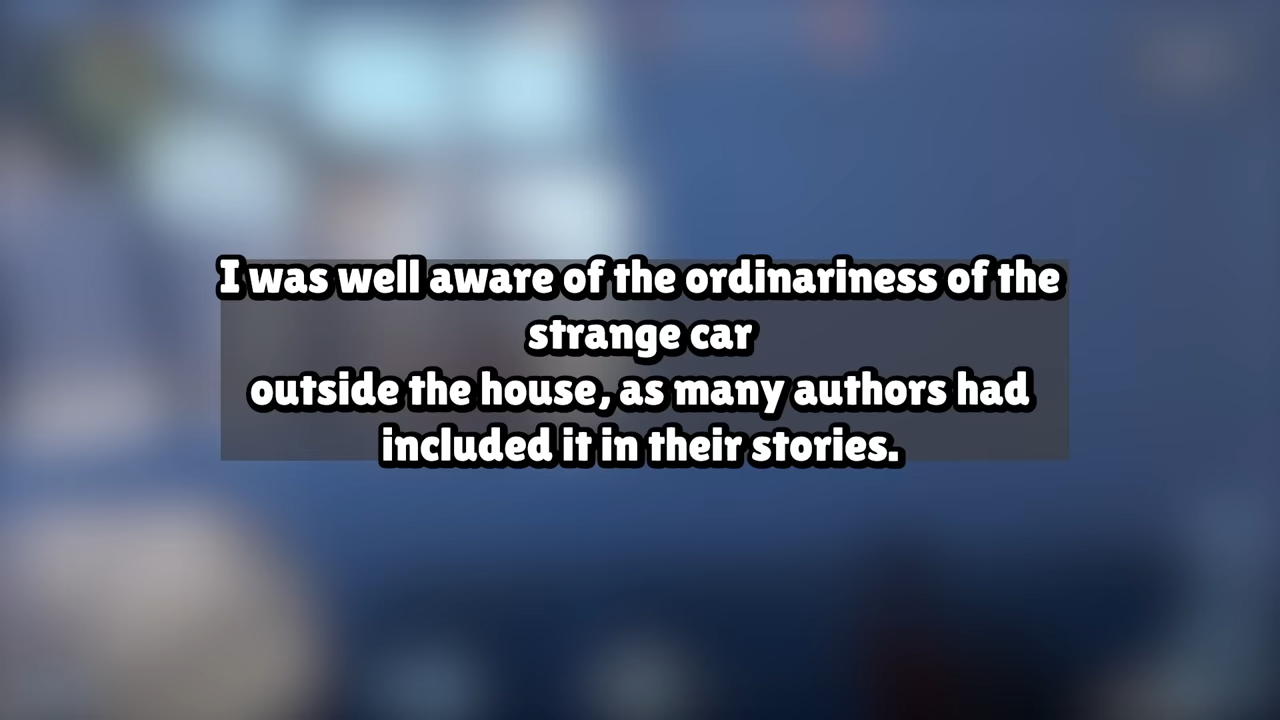 I was well aware of the ordinariness of the
strange car
outside the house, as many authors had
included it in their stories.